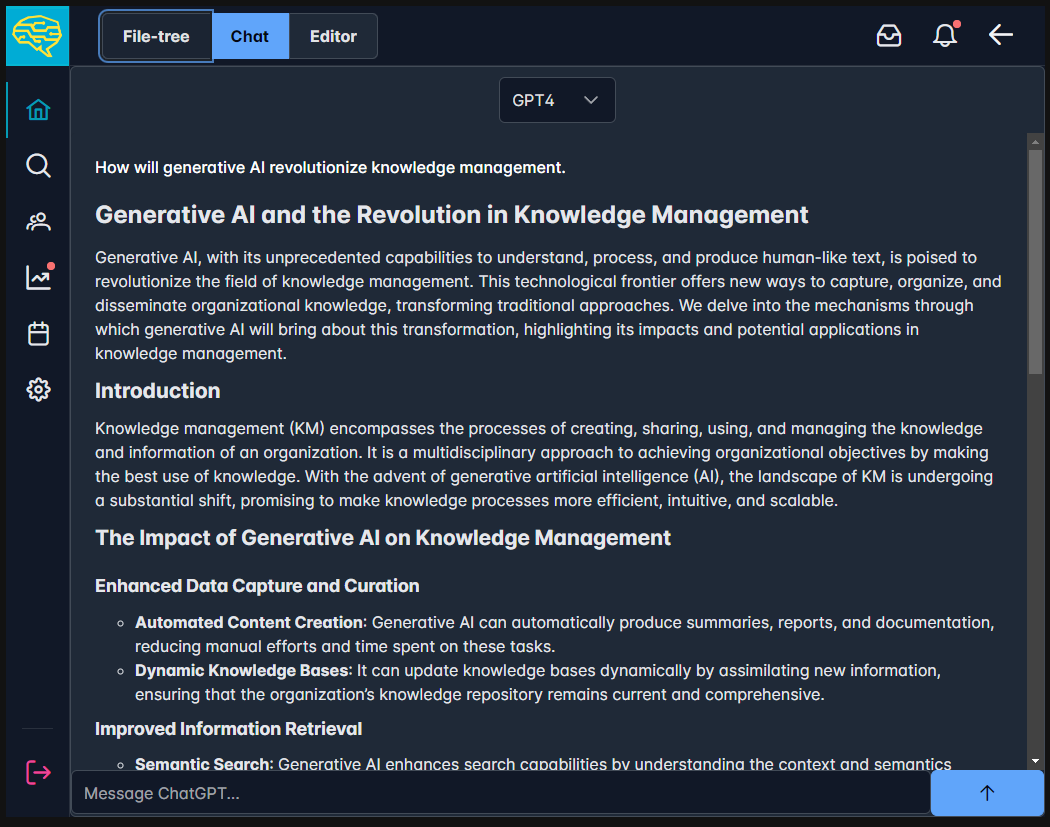 File-tree
Chat
Editor
GPT4
How will generative AI revolutionize knowledge management.
Generative AI and the Revolution in Knowledge Management
Generative AI, with its unprecedented capabilities to understand, process, and produce human-like text, is poised to
revolutionize the field of knowledge management. This technological frontier offers new ways to capture, organize, and
disseminate organizational knowledge, transforming traditional approaches. We delve into the mechanisms through
which generative AI will bring about this transformation, highlighting its impacts and potential applications in
knowledge management.
Introduction
Knowledge management (KM) encompasses the processes of creating, sharing, using, and managing the knowledge
and information of an organization. It is a multidisciplinary approach to achieving organizational objectives by making
the best use of knowledge. With the advent of generative artificial intelligence (AI), the landscape of KM is undergoing
a substantial shift, promising to make knowledge processes more efficient, intuitive, and scalable.
The Impact of Generative AI on Knowledge Management
Enhanced Data Capture and Curation
Automated Content Creation: Generative AI can automatically produce summaries, reports, and documentation,
reducing manual efforts and time spent on these tasks.
Dynamic Knowledge Bases: It can update knowledge bases dynamically by assimilating new information,
ensuring that the organization's knowledge repository remains current and comprehensive.
Improved Information Retrieval
Semantic Search: Generative AI enhances search capabilities by understanding the context and semantics
Message ChatGPT...